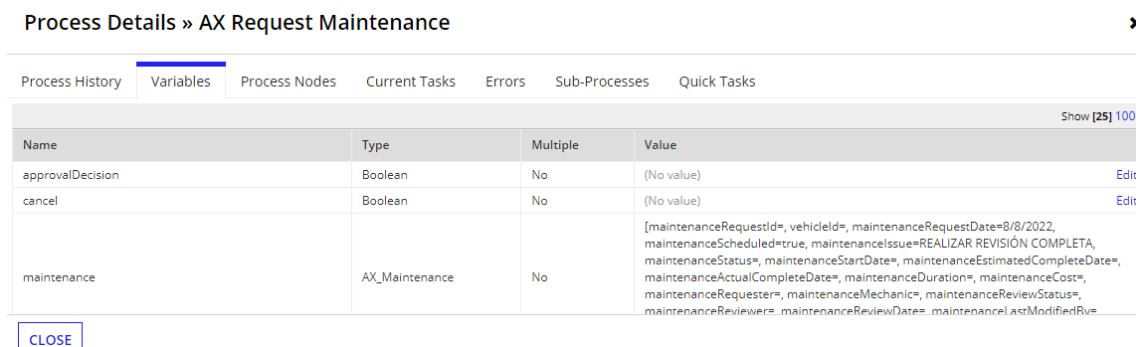 Process Details » AX Request Maintenance
Process History Variables Process Nodes Current Tasks Errors Sub-Processes Quick Tasks
Show [25] 100
Name Type Multiple Value
approvalDecision Boolean No (No value) Edit
cancel Boolean No (No value) Edit
maintenance AX_Maintenance No
[maintenanceRequestId=, vehicleId=, maintenanceRequestDate=8/8/2022,
maintenanceScheduled=true, maintenanceIssue=REALIZAR REVISIÓN COMPLETA,
maintenanceStatus=, maintenanceStartDate=, maintenanceEstimatedCompleteDate=,
maintenanceActualCompleteDate=, maintenanceDuration=, maintenanceCost=,
maintenanceRequester=, maintenanceMechanic=, maintenanceReviewStatus=,
maintenanceReviewer=, maintenanceReviewDate=, maintenanceLastModifiedBy=
CLOSE